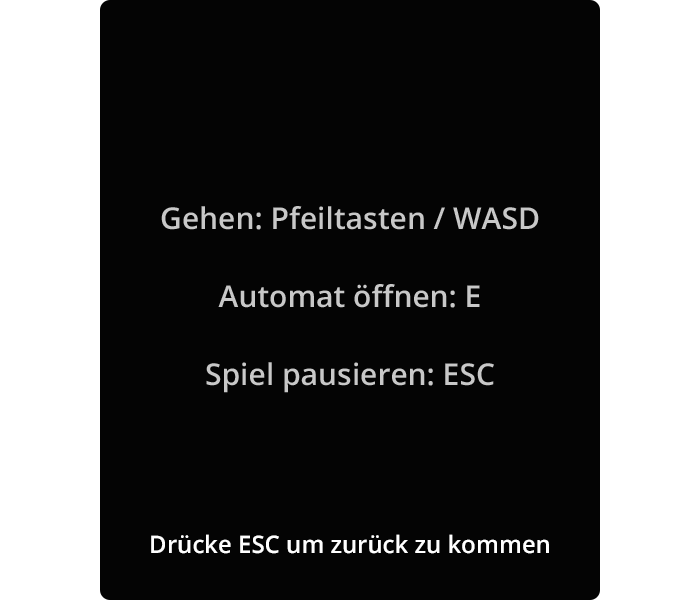 Gehen: Pfeiltasten / WASD
Automat öffnen: E
Spiel pausieren: ESC
Drücke ESC um zurück zu kommen